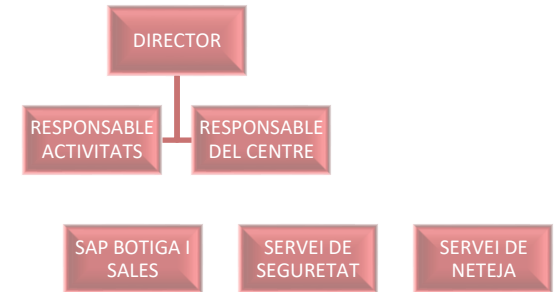 DIRECTOR
RESPONSABLE
ACTIVITATS
RESPONSABLE
DEL CENTRE
SAP BOTIGA I
SALES
SERVEI DE
SEGURETAT
SERVEI DE
NETEJA